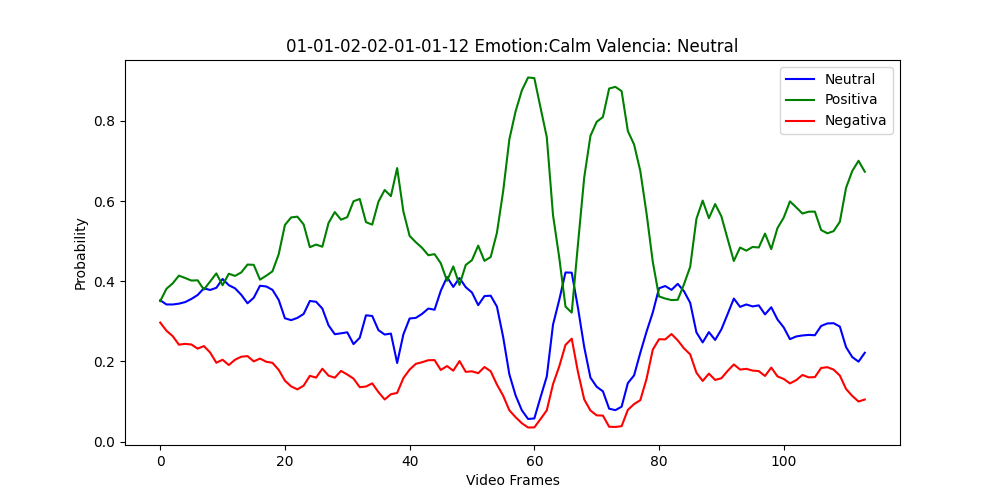 01-01-02-02-01-01-12 Emotion:Calm Valencia: Neutral
Neutral
Positiva
Negativa
Probability
0.8
0.6
0.4
0.2
0.0
0 20 40 60 80 100
Video Frames